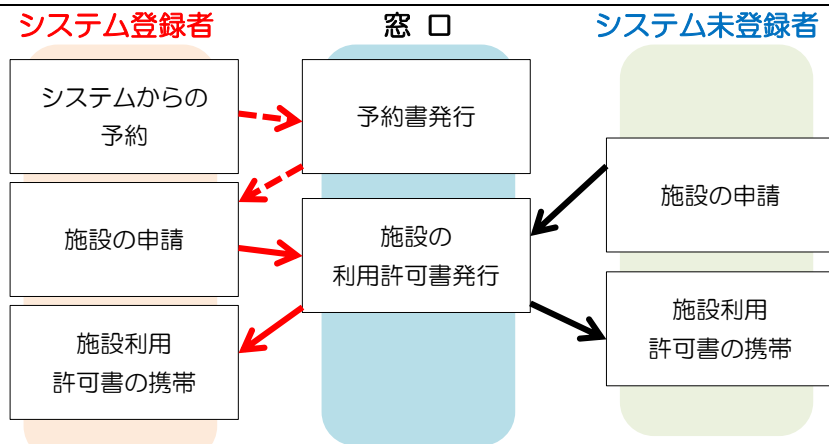 システム登録者
窓 口
システム未登録者
システムからの
予約
予約書発行
施設の申請
施設の申請
施設の
利用許可書発行
施設利用
許可書の携帯
施設利用
許可書の携帯